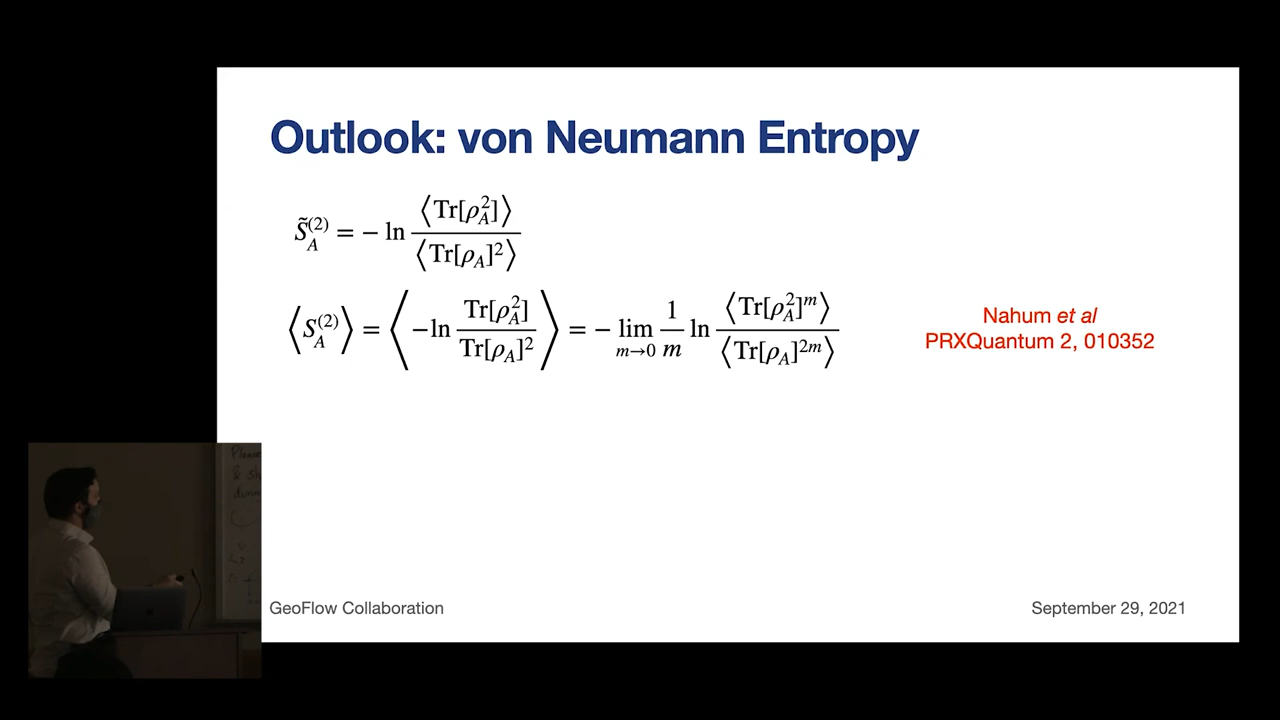 Outlook: von Neumann Entropy
S̃_A^{(2)} = − ln ⟨Tr[ρ_A^2]⟩ / ⟨Tr[ρ_A]^2⟩
⟨S_A^{(2)}⟩ = ⟨−ln Tr[ρ_A^2] / Tr[ρ_A]^2⟩ = − lim_{m→0} 1/m ln ⟨Tr[ρ_A^2]^m⟩ / ⟨Tr[ρ_A]^{2m}⟩
Nahum et al
PRXQuantum 2, 010352
GeoFlow Collaboration
September 29, 2021